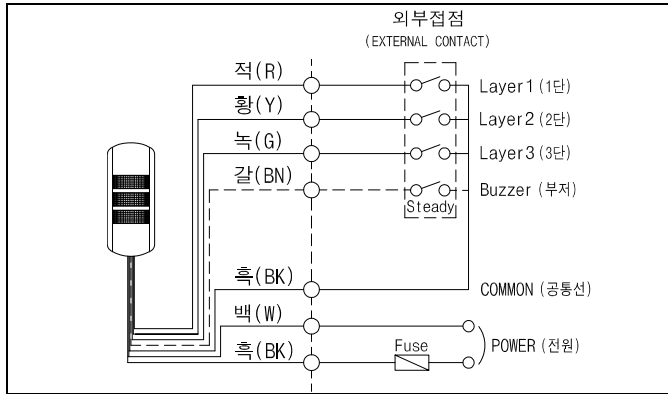 외부접점
(EXTERNAL CONTACT)
적(R)
Layer1 (1단)
황(Y)
Layer2 (2단)
녹(G)
Layer3 (3단)
갈(BN)
Buzzer (부저)
Steady
흑(BK)
COMMON (공통선)
백(W)
POWER (전원)
흑(BK)
Fuse